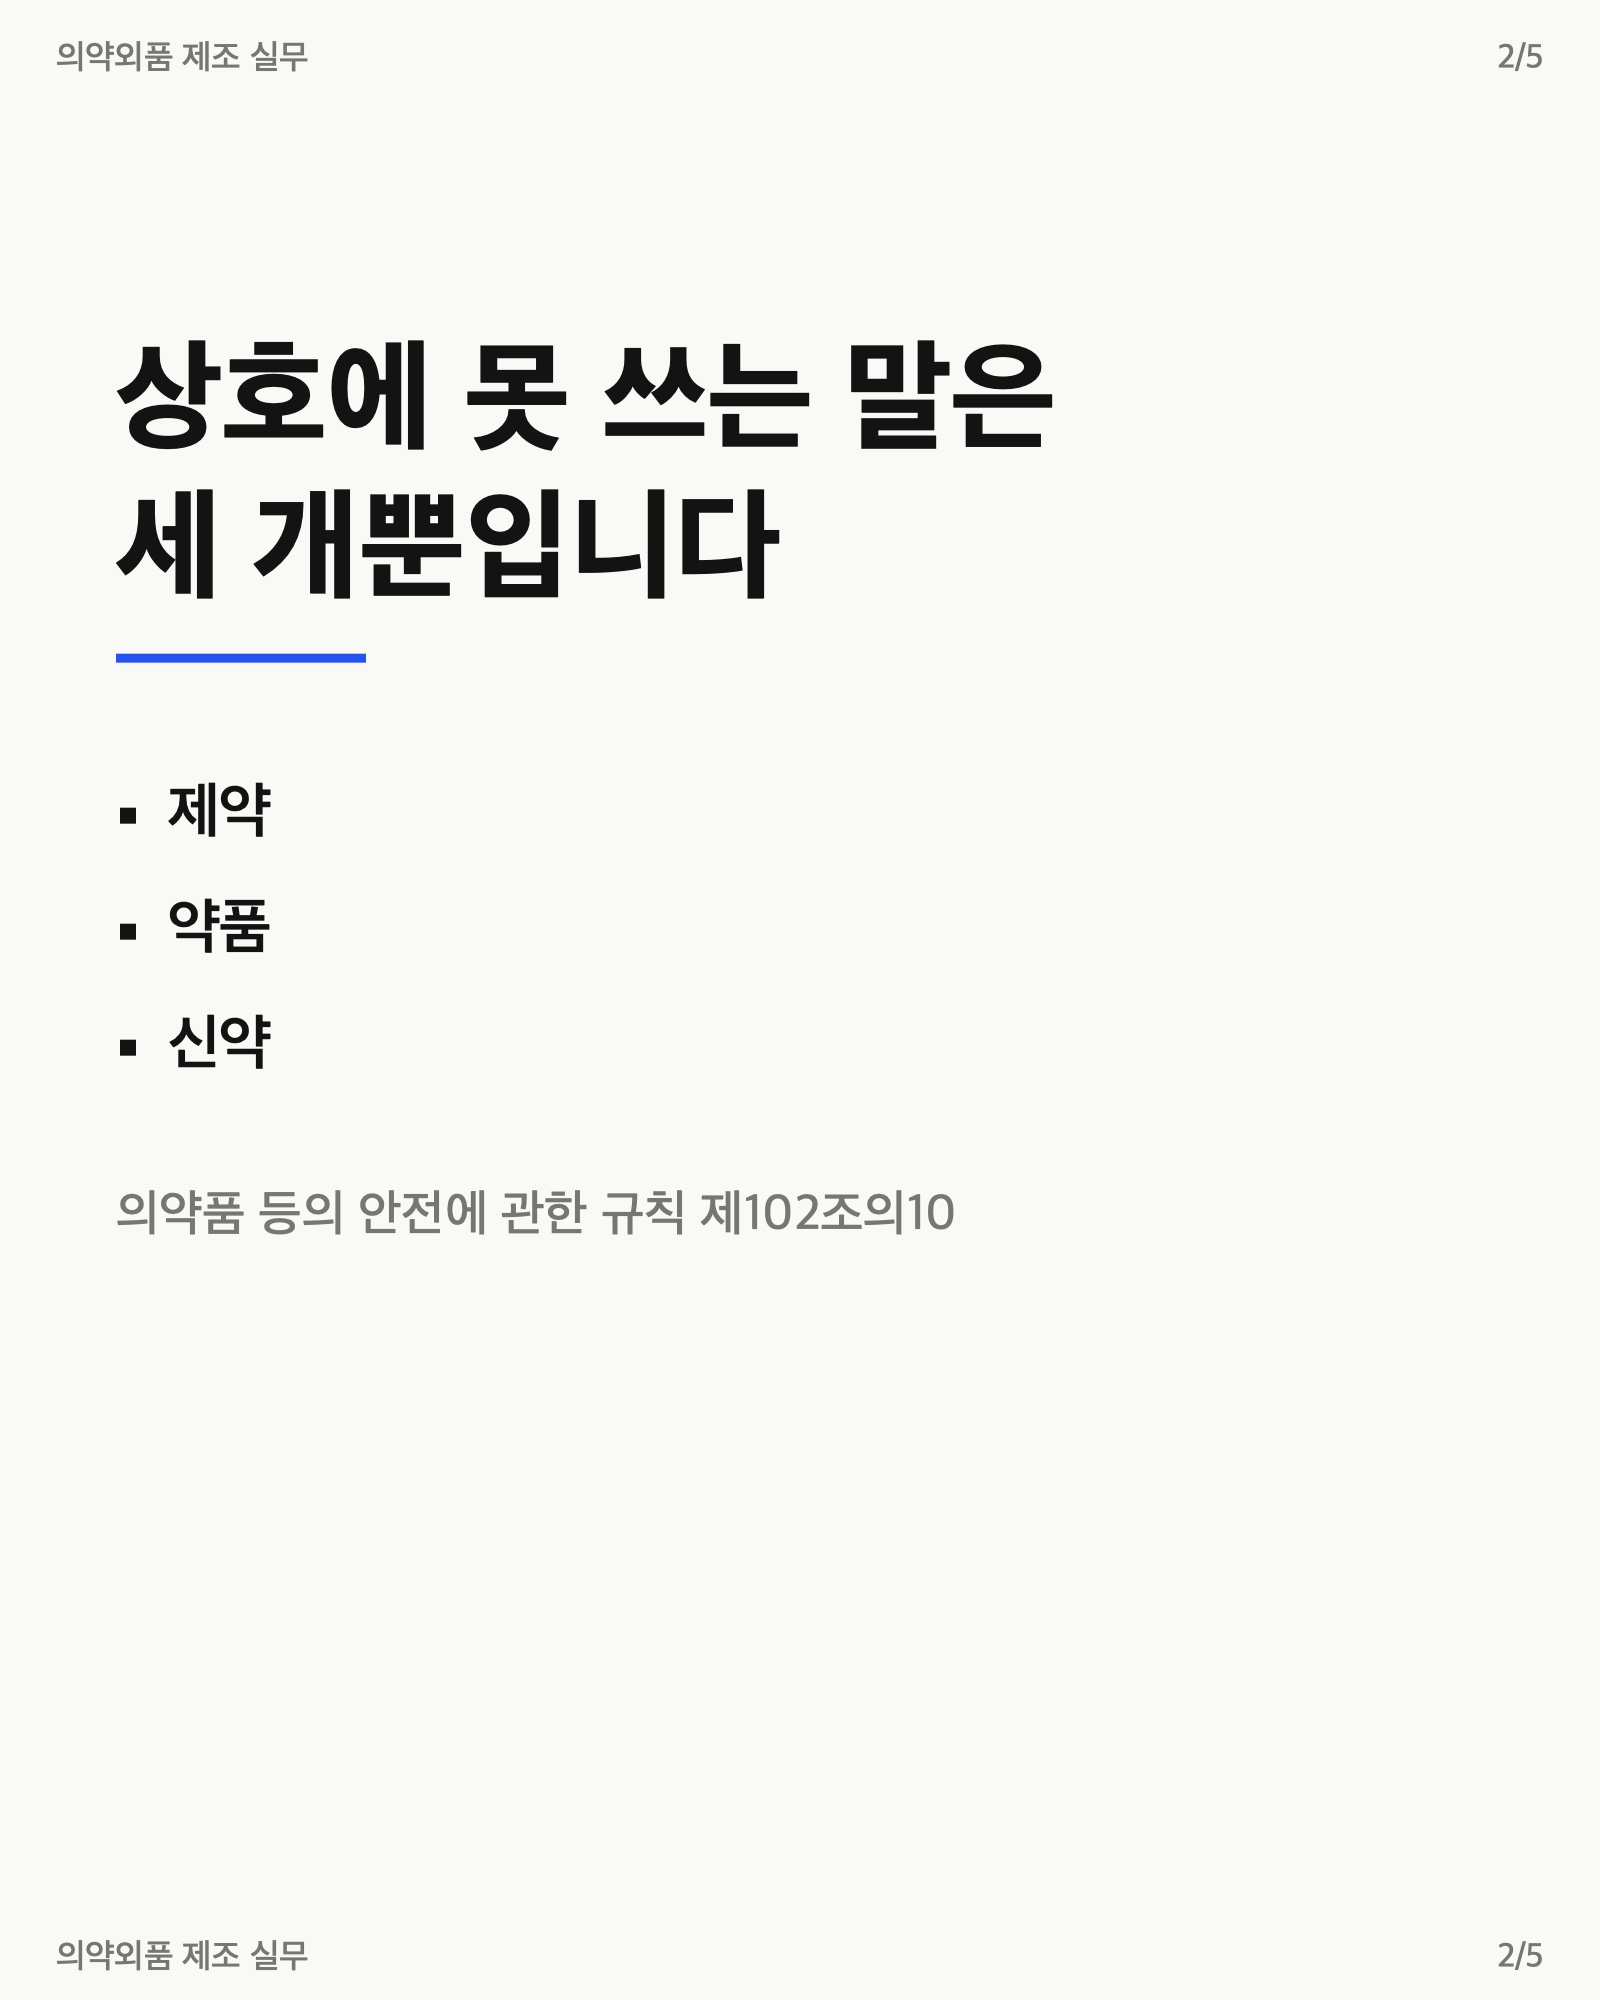 의약외품 제조 실무
2/5
상호에 못 쓰는 말은
세 개뿐입니다
▪ 제약
▪ 약품
▪ 신약
의약품 등의 안전에 관한 규칙 제102조의10
의약외품 제조 실무
2/5